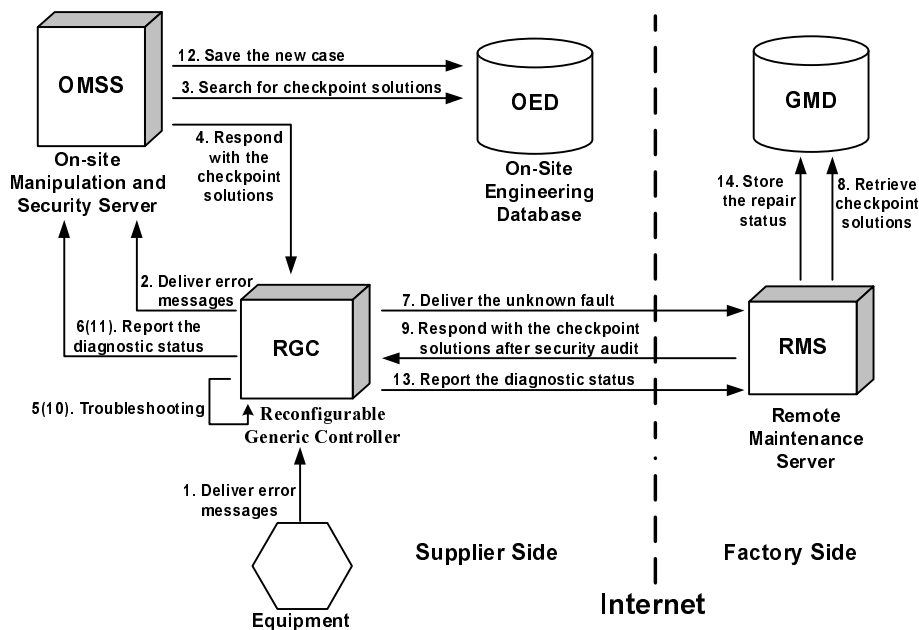 OMSS
On-site
Manipulation and
Security Server
12. Save the new case
3. Search for checkpoint solutions
OED
On-Site
Engineering
Database
GMD
4. Respond
with the
checkpoint
solutions
14. Store
the repair
status
8. Retrieve
checkpoint
solutions
2. Deliver error
messages
6(11). Report the
diagnostic status
RGC
5(10). Troubleshooting
Reconfigurable
Generic Controller
7. Deliver the unknown fault
9. Respond with the checkpoint
solutions after security audit
13. Report the diagnostic status
RMS
Remote
Maintenance
Server
1. Deliver error
messages
Equipment
Supplier Side
Factory Side
Internet